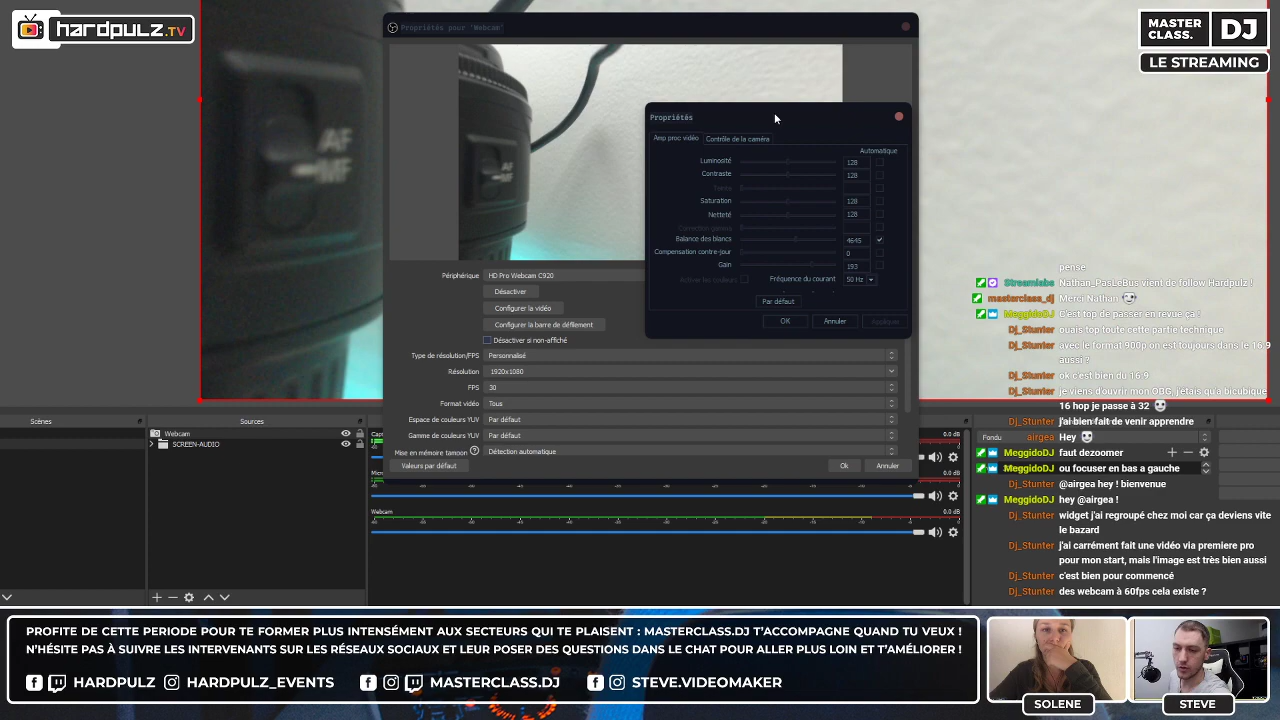 hardpulz.TV
MASTER
CLASS.
DJ
LE STREAMING
Propriétés pour 'Webcam'
AF
MF
Propriétés
Amp proc vidéo
Contrôle de la caméra
Automatique
Luminosité
128
Contraste
128
Teinte
Saturation
128
Netteté
128
Correction gamma
Balance des blancs
4645
Compensation contre-jour
0
Gain
193
Activer les couleurs
Fréquence du courant
50 Hz
Par défaut
OK
Annuler
Appliquer
Périphérique
HD Pro Webcam C920
Désactiver
Configurer la vidéo
Configurer la barre de défilement
Désactiver si non-affiché
Type de résolution/FPS
Personnalisé
Résolution
1920x1080
FPS
30
Format vidéo
Tous
Espace de couleurs YUV
Par défaut
Gamme de couleurs YUV
Par défaut
Mise en mémoire tampon
Détection automatique
Valeurs par défaut
Ok
Annuler
Scènes
Sources
Webcam
SCREEN-AUDIO
0.0 dB
0.0 dB
Webcam
0.0 dB
Fondu
pense
Streamlabs Nathan_PasLeBus vient de follow Hardpulz !
masterclass_dj Merci Nathan
MeggidoDJ C'est top de passer en revue ça !
Dj_Stunter ouais top toute cette partie technique
Dj_Stunter avec le format 900p on est toujours dans le 16.9
aussi ?
Dj_Stunter ok c'est bien du 16.9.
Dj_Stunter je viens d'ouvrir mon OBG, j'étais qu'a bicubique
16 hop je passe à 32
Dj_Stunter j'ai bien fait de venir apprendre
airgea Hey
MeggidoDJ faut dezoomer
MeggidoDJ ou focuser en bas a gauche
Dj_Stunter @airgea hey ! bienvenue
MeggidoDJ hey @airgea !
Dj_Stunter widget j'ai regroupé chez moi car ça deviens vite
le bazard
Dj_Stunter j'ai carrément fait une vidéo via premiere pro
pour mon start, mais l'image est très bien aussi
Dj_Stunter c'est bien pour commencé
Dj_Stunter des webcam à 60fps cela existe ?
PROFITE DE CETTE PERIODE POUR TE FORMER PLUS INTENSÉMENT AUX SECTEURS QUI TE PLAISENT : MASTERCLASS.DJ T'ACCOMPAGNE QUAND TU VEUX !
N'HÉSITE PAS À SUIVRE LES INTERVENANTS SUR LES RÉSEAUX SOCIAUX ET LEUR POSER DES QUESTIONS DANS LE CHAT POUR ALLER PLUS LOIN ET T'AMÉLIORER !
HARDPULZ
HARDPULZ_EVENTS
MASTERCLASS.DJ
STEVE.VIDEOMAKER
SOLENE
STEVE